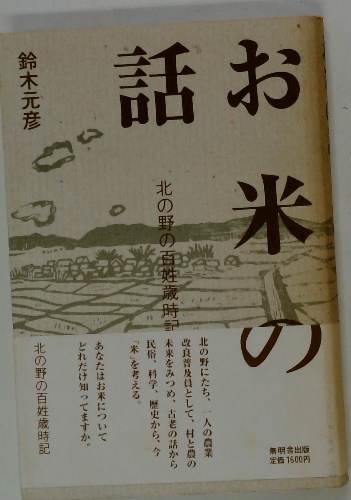 お米の
話
鈴木元彦
北の野の百姓歳時記
北の野にたち、一人の農業
改良普及員として、村と農の
未来をみつめ、古老の話から
民俗、科学、歴史から、今
「米」を考える。
あなたはお米について
どれだけ知ってますか。
北の野の百姓歳時記
無明舎出版
定価1600円